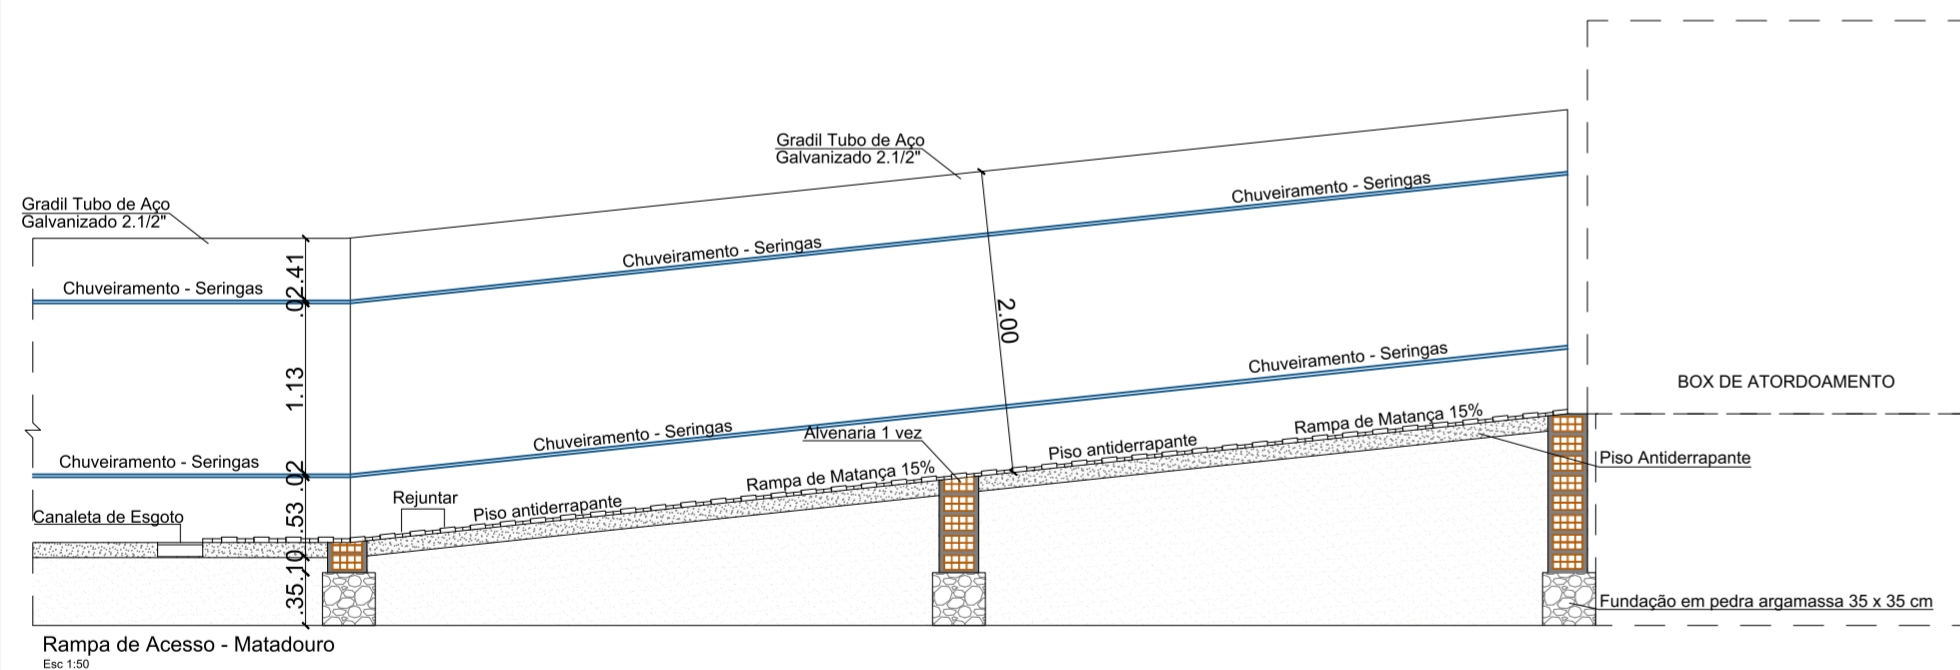 Gradil Tubo de Aço
Galvanizado 2.1/2"
Gradil Tubo de Aço
Galvanizado 2.1/2"
Chuveiramento - Seringas
Chuveiramento - Seringas
Chuveiramento - Seringas
.41
.02
2.00
1.13
Chuveiramento - Seringas
BOX DE ATORDOAMENTO
Chuveiramento - Seringas
Alvenaria 1 vez
Rampa de Matança 15%
Piso antiderrapante
Piso Antiderrapante
Chuveiramento - Seringas
.02
Rampa de Matança 15%
Rejuntar
Piso antiderrapante
Canaleta de Esgoto
.53
.10
.35
Fundação em pedra argamassa 35 x 35 cm
Rampa de Acesso - Matadouro
Esc 1:50